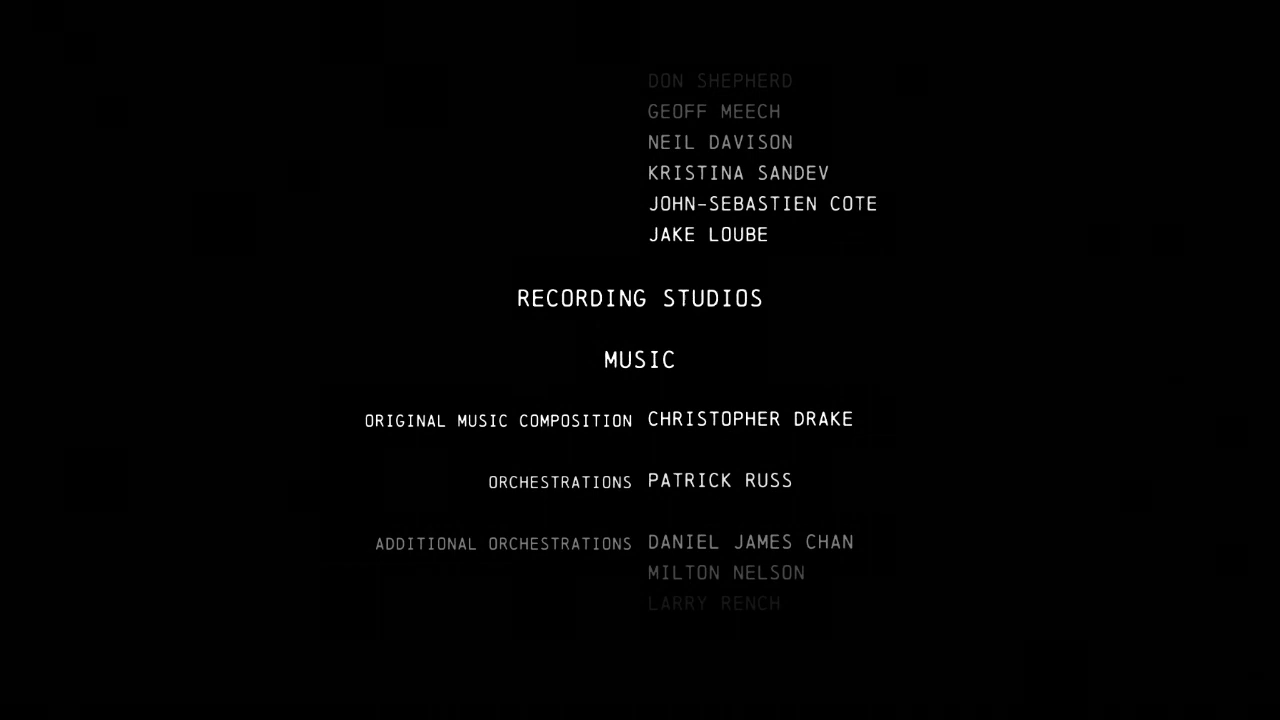 DON SHEPHERD
GEOFF MEECH
NEIL DAVISON
KRISTINA SANDEV
JOHN-SEBASTIEN COTE
JAKE LOUBE
RECORDING STUDIOS
MUSIC
ORIGINAL MUSIC COMPOSITION CHRISTOPHER DRAKE
ORCHESTRATIONS PATRICK RUSS
ADDITIONAL ORCHESTRATIONS DANIEL JAMES CHAN
MILTON NELSON
LARRY RENCH